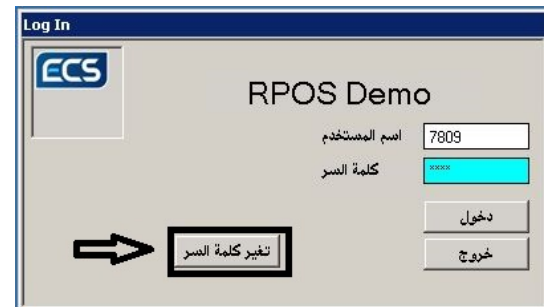 Log In
ECS
RPOS Demo
اسم المستخدم 7809
كلمة السر ****
دخول
تغير كلمة السر
خروج